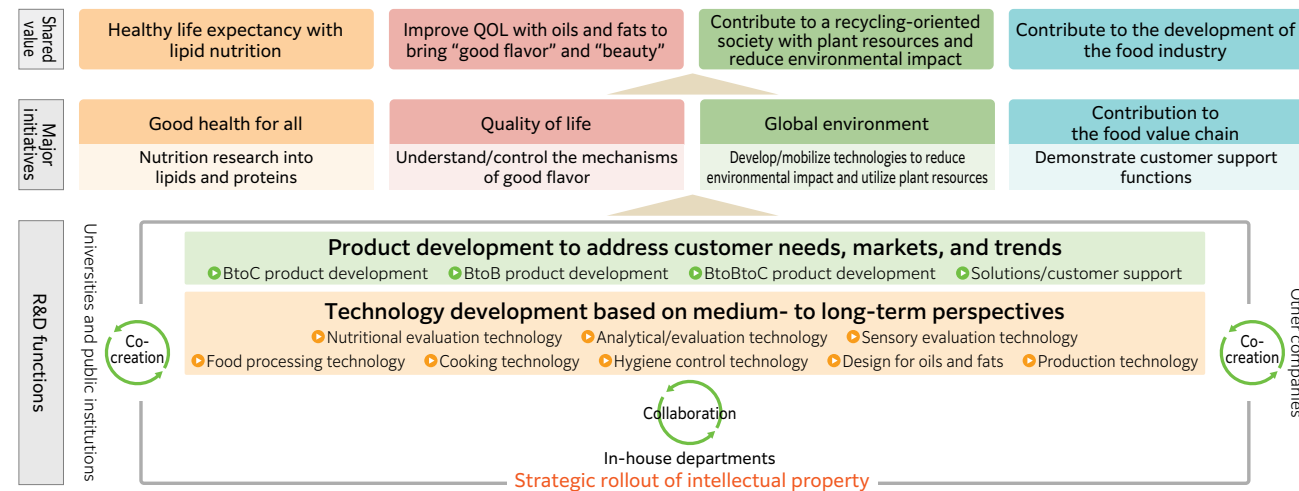 Shared
value
Healthy life expectancy with
lipid nutrition
Improve QOL with oils and fats to
bring “good flavor” and “beauty”
Contribute to a recycling-oriented
society with plant resources and
reduce environmental impact
Contribute to the development of
the food industry
Major
initiatives
Good health for all
Nutrition research into
lipids and proteins
Quality of life
Understand/control the mechanisms
of good flavor
Global environment
Develop/mobilize technologies to reduce
environmental impact and utilize plant resources
Contribution to
the food value chain
Demonstrate customer support
functions
R&D functions
Universities and public institutions
Co-
creation
Product development to address customer needs, markets, and trends
BtoC product development BtoB product development BtoBtoC product development Solutions/customer support
Technology development based on medium- to long-term perspectives
Nutritional evaluation technology Analytical/evaluation technology Sensory evaluation technology
Food processing technology Cooking technology Hygiene control technology Design for oils and fats Production technology
Co-
creation
Other companies
Collaboration
In-house departments
Strategic rollout of intellectual property